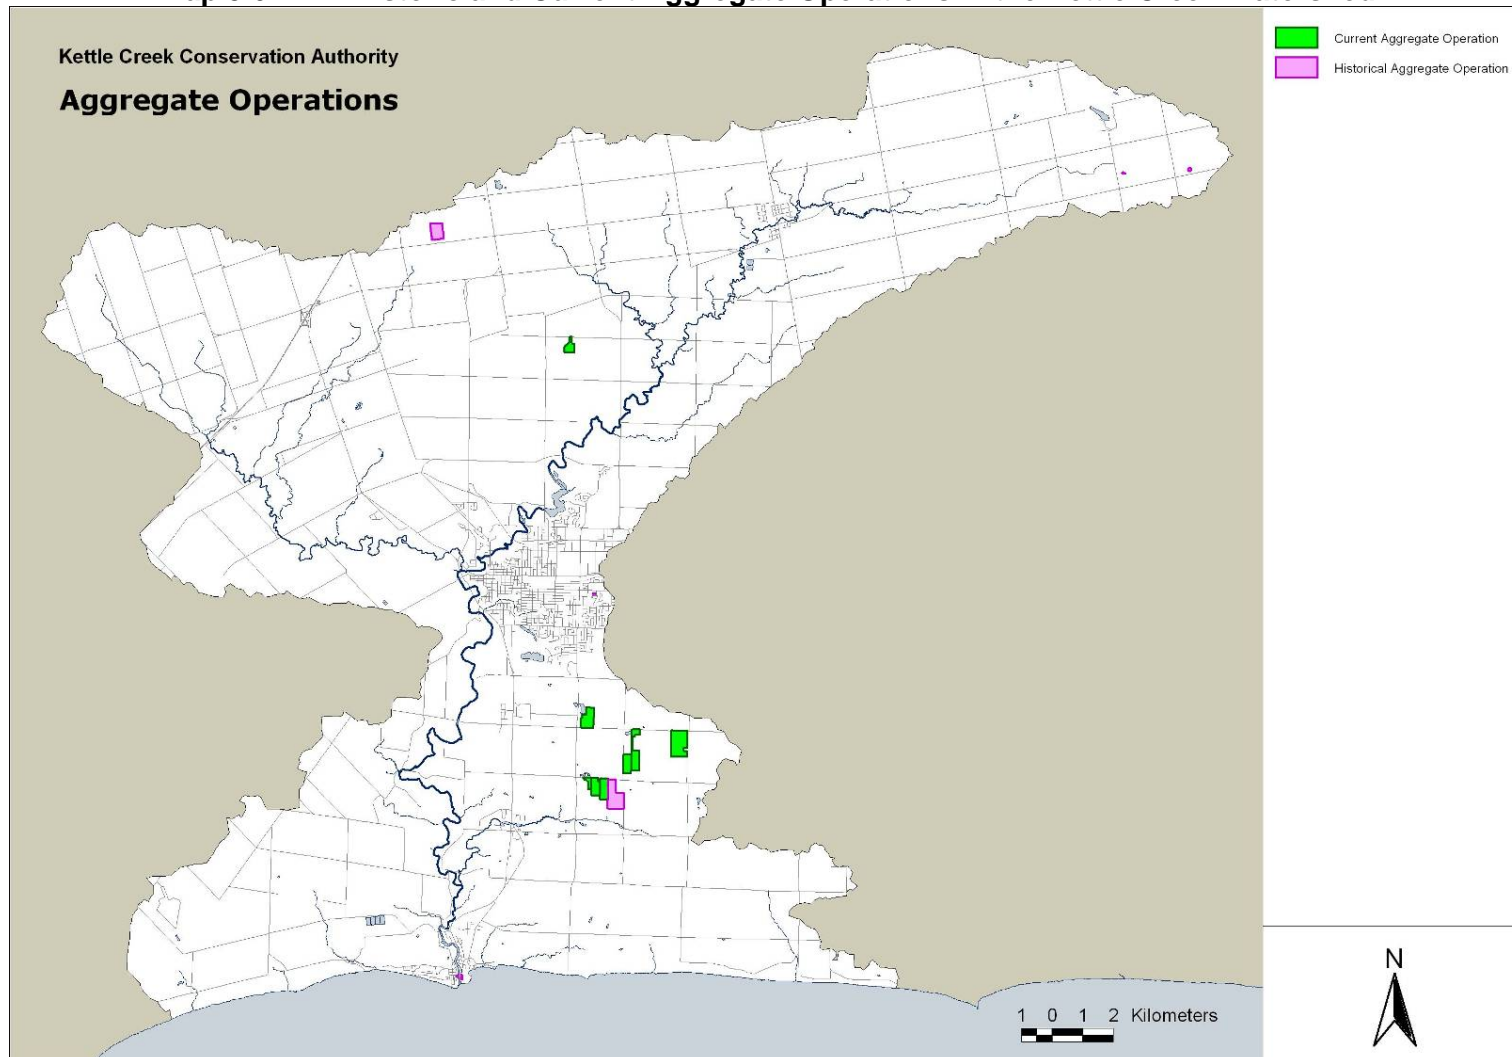 Kettle Creek Conservation Authority
Aggregate Operations
Current Aggregate Operation
Historical Aggregate Operation
N
1 0 1 2 Kilometers